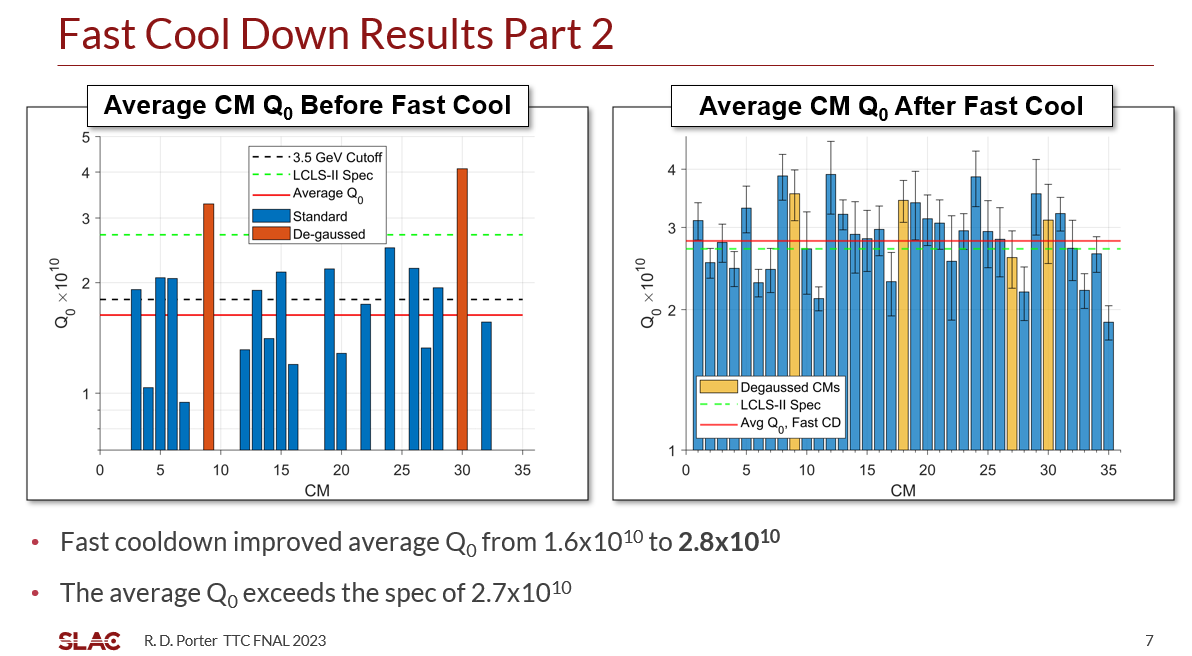 Fast Cool Down Results Part 2
Average CM Q0 Before Fast Cool
5
4
3
2
1
Q0 ×10^10
3.5 GeV Cutoff
LCLS-II Spec
Average Q0
Standard
De-gaussed
0 5 10 15 20 25 30 35
CM
Average CM Q0 After Fast Cool
4
3
2
1
Q0 ×10^10
Degaussed CMs
LCLS-II Spec
Avg Q0, Fast CD
0 5 10 15 20 25 30 35
CM
• Fast cooldown improved average Q0 from 1.6x10^10 to 2.8x10^10
• The average Q0 exceeds the spec of 2.7x10^10
SLAC R. D. Porter TTC FNAL 2023 7